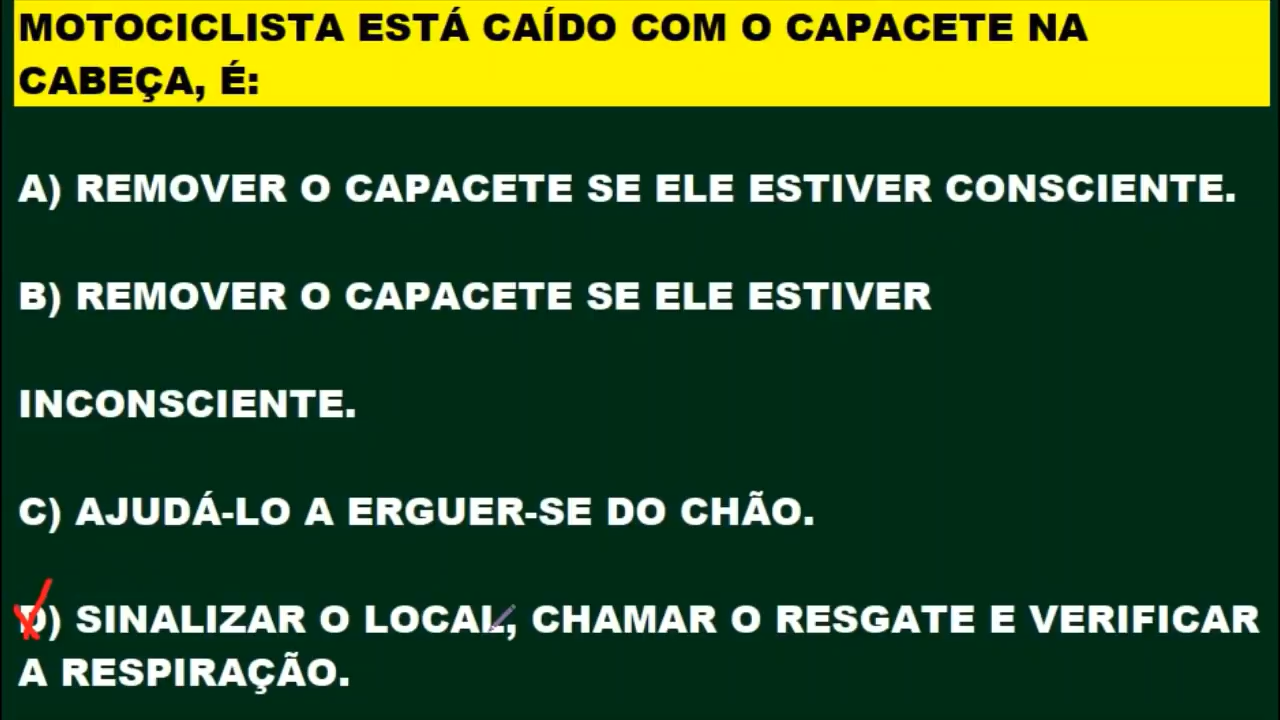 MOTOCICLISTA ESTÁ CAÍDO COM O CAPACETE NA
CABEÇA, É:
A) REMOVER O CAPACETE SE ELE ESTIVER CONSCIENTE.
B) REMOVER O CAPACETE SE ELE ESTIVER
INCONSCIENTE.
C) AJUDÁ-LO A ERGUER-SE DO CHÃO.
D) SINALIZAR O LOCAL, CHAMAR O RESGATE E VERIFICAR
A RESPIRAÇÃO.